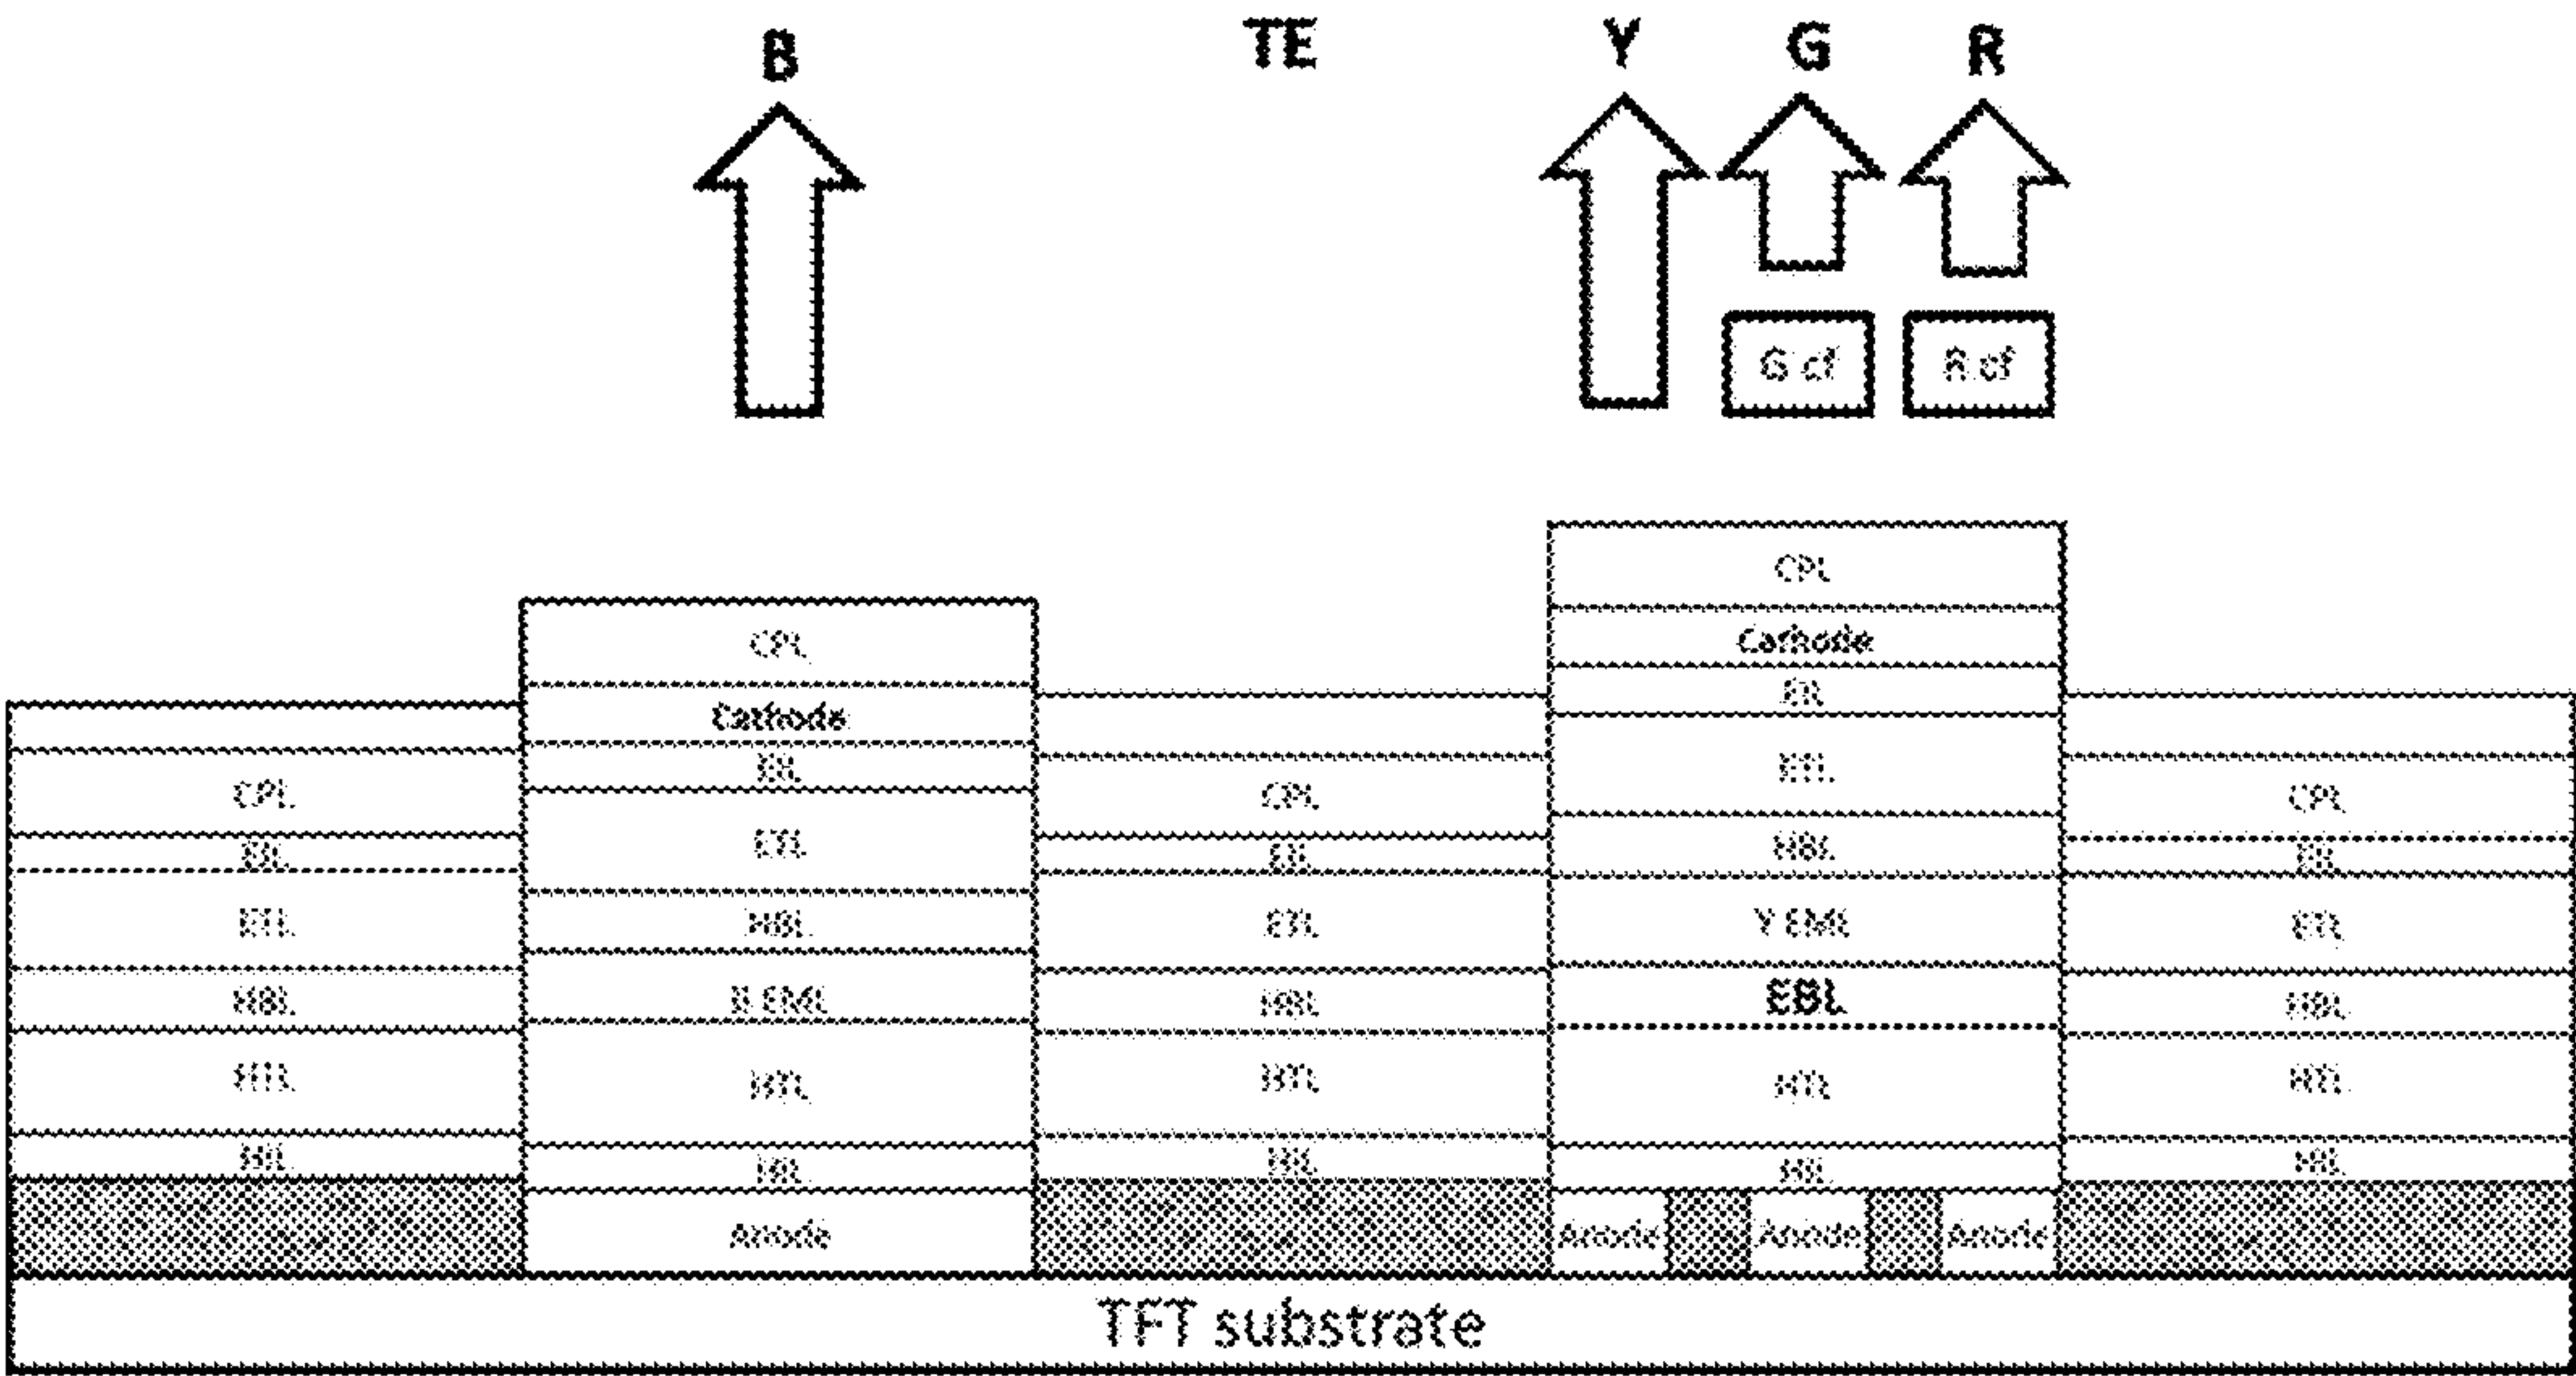 B
TE
Y
G
R
G cf
R cf
CPL
EIL
ETL
HBL
HTL
HIL
CPL
Cathode
EIL
ETL
HBL
B EML
HTL
HIL
Anode
CPL
EIL
ETL
HBL
HTL
HIL
CPL
Cathode
EIL
ETL
HBL
Y EML
EBL
HTL
HIL
Anode
Anode
Anode
CPL
EIL
ETL
HBL
HTL
HIL
TFT substrate